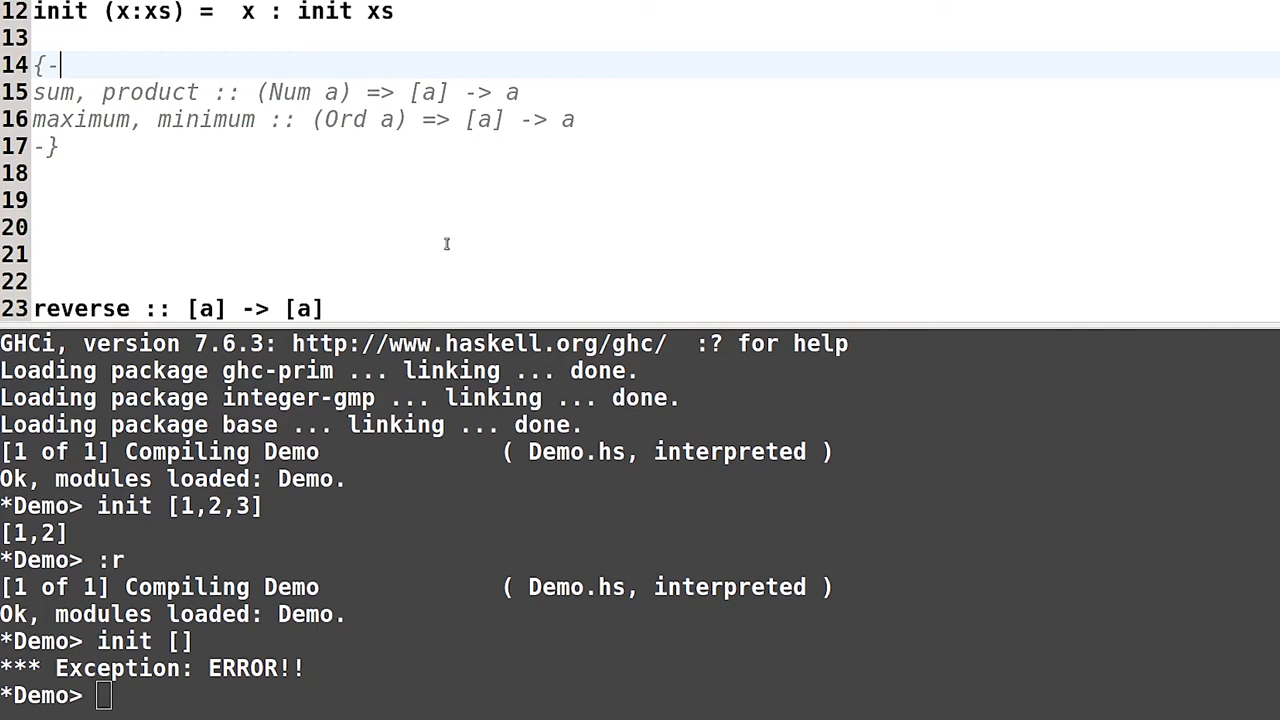 12 init (x:xs) =  x : init xs
13
14 {-
15 sum, product :: (Num a) => [a] -> a
16 maximum, minimum :: (Ord a) => [a] -> a
17 -}
18
19
20
21
22
23 reverse :: [a] -> [a]
GHCi, version 7.6.3: http://www.haskell.org/ghc/  :? for help
Loading package ghc-prim ... linking ... done.
Loading package integer-gmp ... linking ... done.
Loading package base ... linking ... done.
[1 of 1] Compiling Demo             ( Demo.hs, interpreted )
Ok, modules loaded: Demo.
*Demo> init [1,2,3]
[1,2]
*Demo> :r
[1 of 1] Compiling Demo             ( Demo.hs, interpreted )
Ok, modules loaded: Demo.
*Demo> init []
*** Exception: ERROR!!
*Demo>